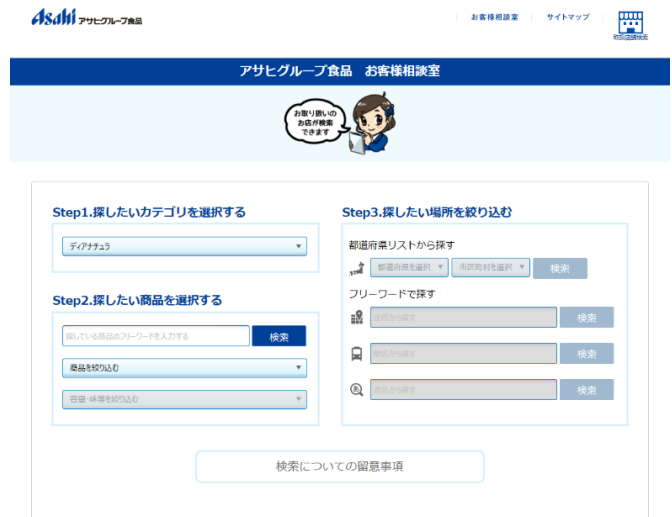 Asahi アサヒグループ食品
お客様相談室 サイトマップ
取扱店舗検索
アサヒグループ食品 お客様相談室
お取り扱いの
お店が検索
できます
Step1.探したいカテゴリを選択する
ディアナチュラ
Step2.探したい商品を選択する
探している商品のフリーワードを入力する 検索
商品を絞り込む
容量・味等を絞り込む
Step3.探したい場所を絞り込む
都道府県リストから探す
都道府県を選択 市区町村を選択 検索
フリーワードで探す
住所から探す 検索
駅名から探す 検索
あ 店名から探す 検索
検索についての留意事項